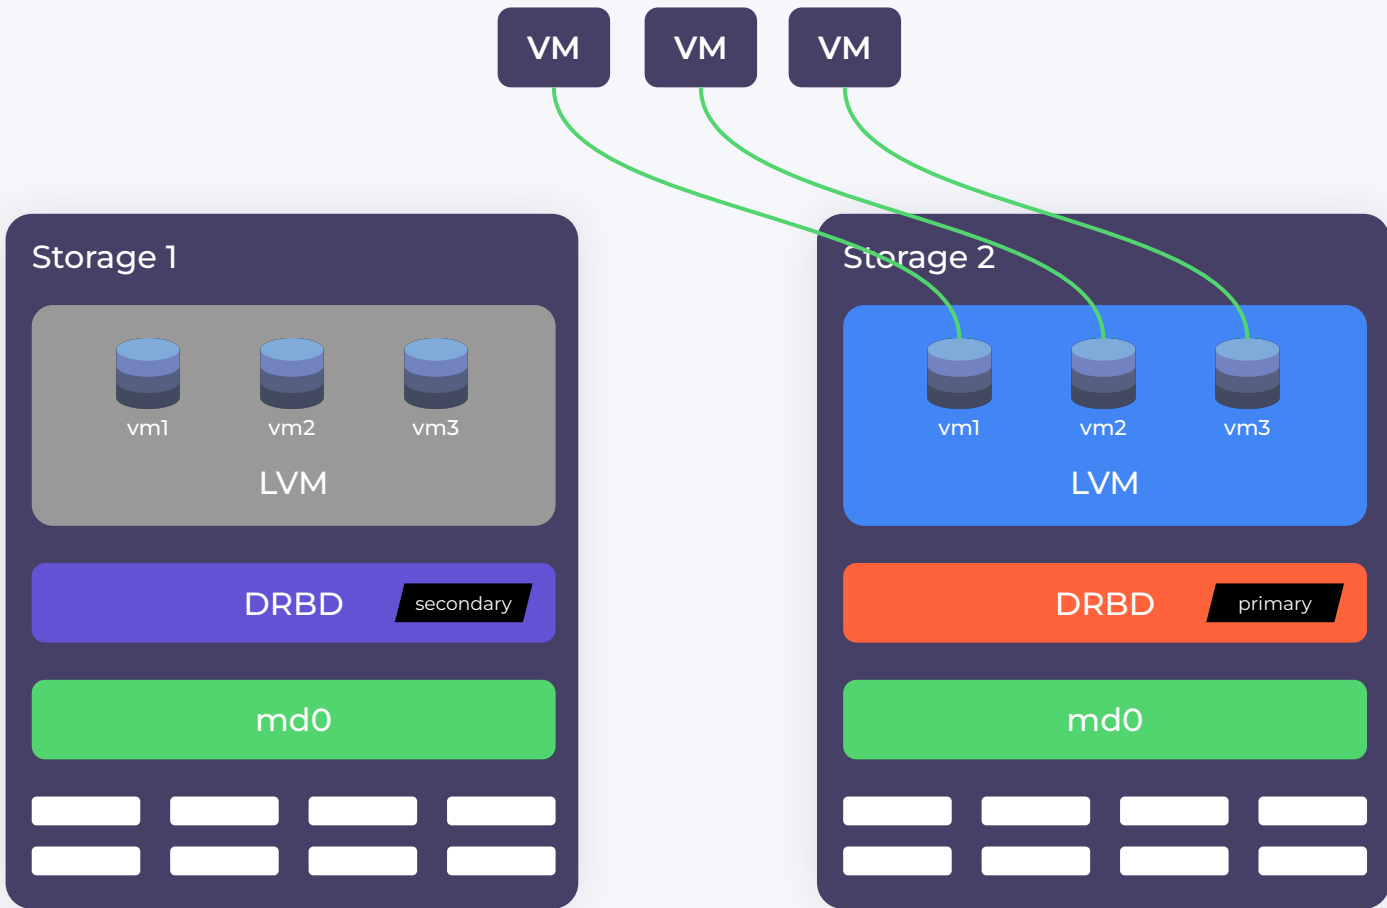 VM VM VM
Storage 1
vm1 vm2 vm3
LVM
DRBD secondary
md0
Storage 2
vm1 vm2 vm3
LVM
DRBD primary
md0